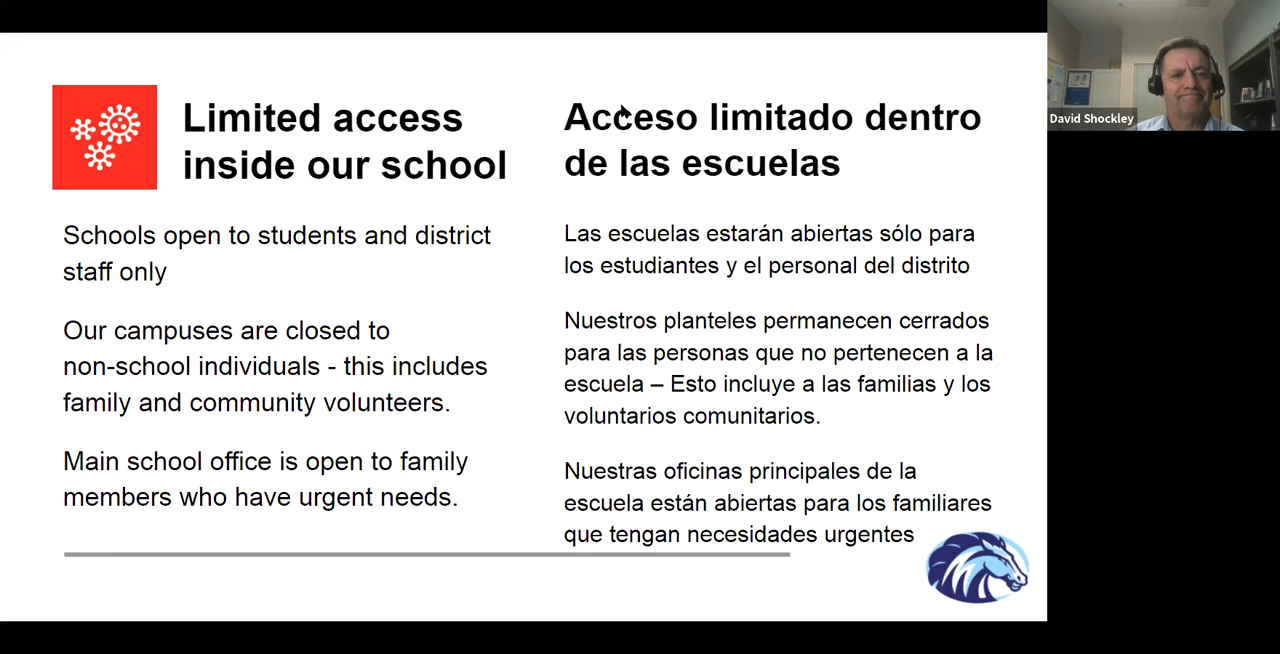 Limited access
inside our school
Schools open to students and district
staff only
Our campuses are closed to
non-school individuals - this includes
family and community volunteers.
Main school office is open to family
members who have urgent needs.
Acceso limitado dentro
de las escuelas
Las escuelas estarán abiertas sólo para
los estudiantes y el personal del distrito
Nuestros planteles permanecen cerrados
para las personas que no pertenecen a la
escuela – Esto incluye a las familias y los
voluntarios comunitarios.
Nuestras oficinas principales de la
escuela están abiertas para los familiares
que tengan necesidades urgentes
David Shockley